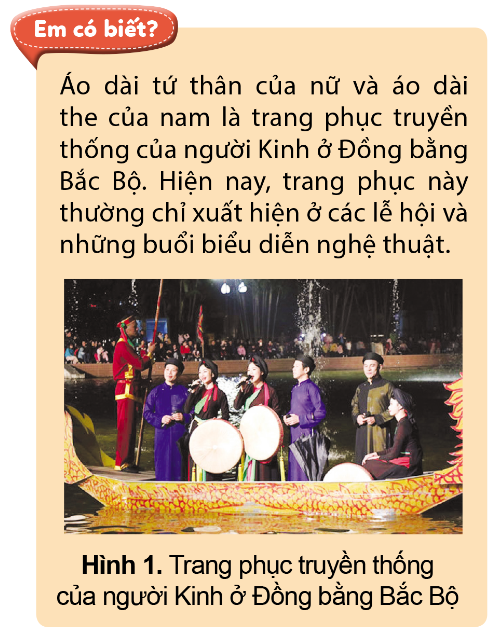 Em có biết?
Áo dài tứ thân của nữ và áo dài
the của nam là trang phục truyền
thống của người Kinh ở Đồng bằng
Bắc Bộ. Hiện nay, trang phục này
thường chỉ xuất hiện ở các lễ hội và
những buổi biểu diễn nghệ thuật.
Hình 1. Trang phục truyền thống
của người Kinh ở Đồng bằng Bắc Bộ